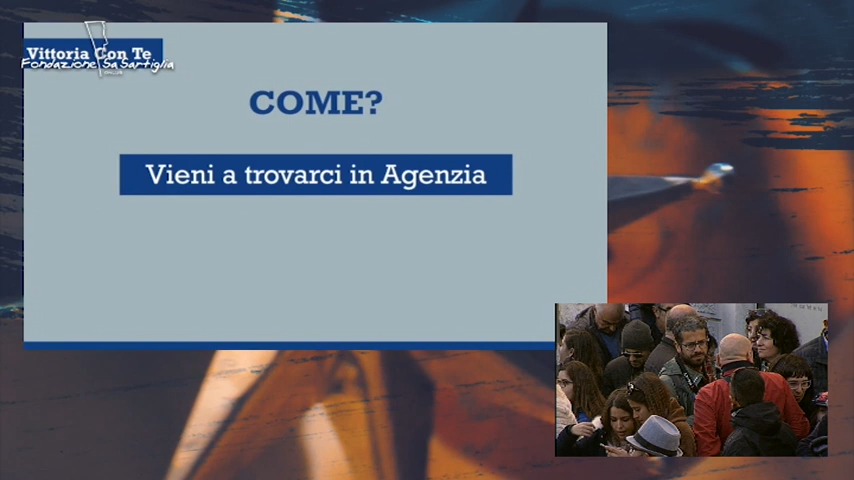 Vittoria Con Te
Fondazione Sa Sartiglia
COME?
Vieni a trovarci in Agenzia